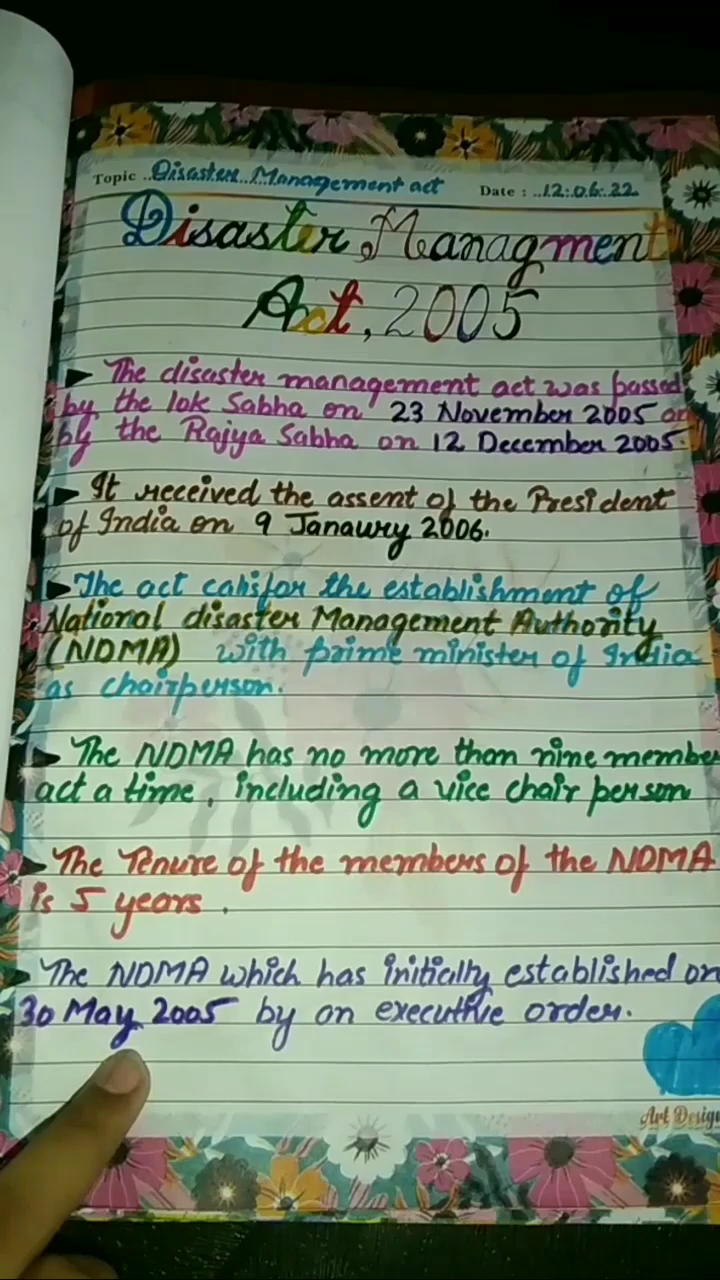 Topic ..Disaster...Management act Date : ..12:06:22
Disaster Managment
Act, 2005
The disaster management act was passed
by the lok Sabha on 23 November 2005 an
by the Rajya Sabha on 12 December 2005.
It received the assent of the President
of India on 9 Janawry 2006.
The act calls for the establishment of
National disaster Management Authority
(NDMA) with prime minister of India
as chairperson.
The NDMA has no more than nine membe
act a time, including a vice chair person
The Tenure of the members of the NDMA
is 5 years.
The NDMA which has initially established on
30 May 2005 by an executive order.
Art Desig